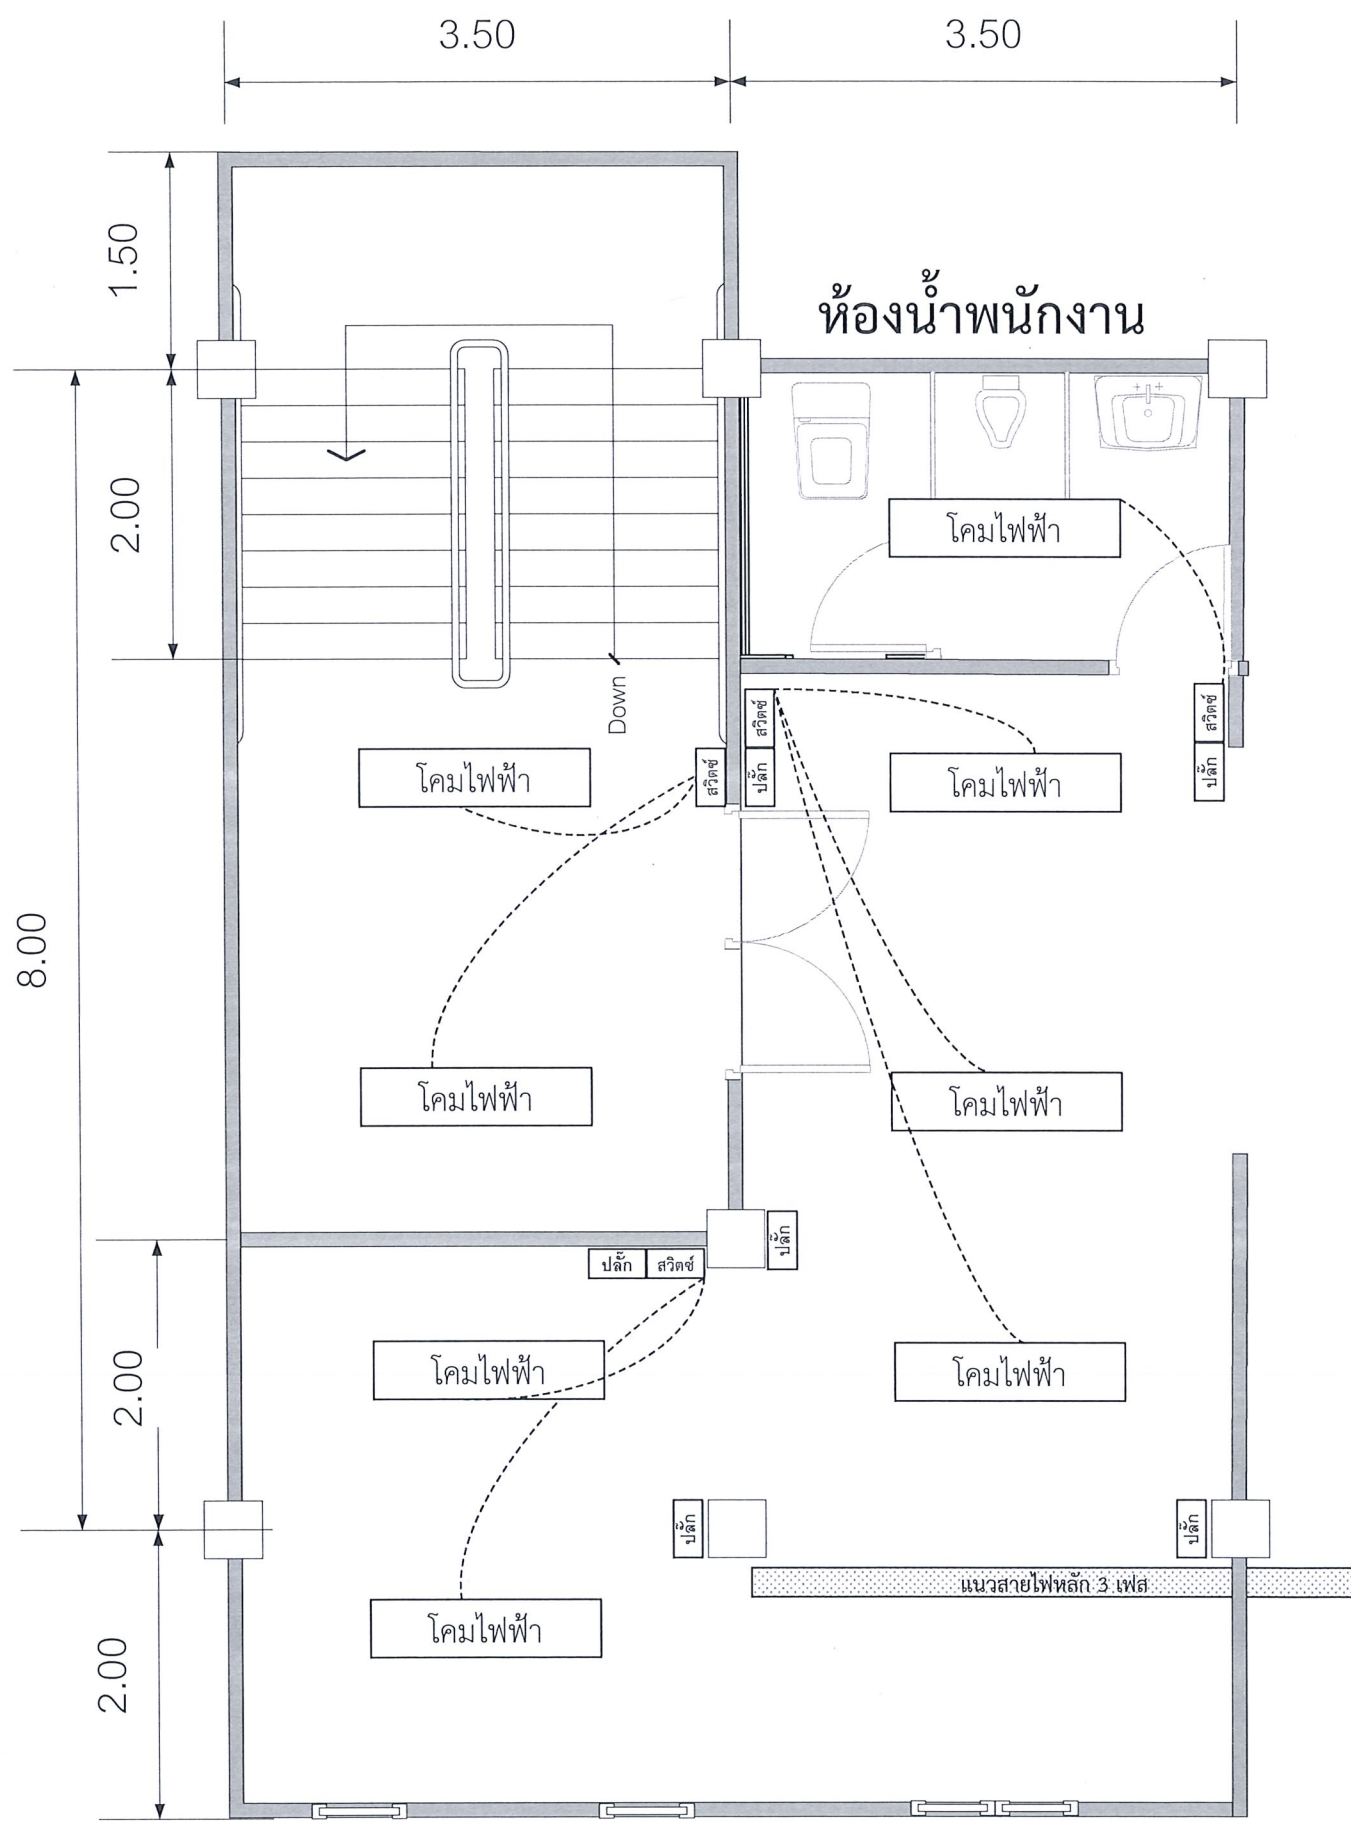 3.50
3.50
1.50
ห้องน้ำพนักงาน
2.00
โคมไฟฟ้า
Down
สวิตซ์
สวิตซ์
โคมไฟฟ้า
สวิตซ์
ปลั๊ก
โคมไฟฟ้า
ปลั๊ก
8.00
โคมไฟฟ้า
โคมไฟฟ้า
ปลั๊ก
ปลั๊ก
สวิตซ์
2.00
โคมไฟฟ้า
โคมไฟฟ้า
ปลั๊ก
ปลั๊ก
แนวสายไฟหลัก 3 เฟส
โคมไฟฟ้า
2.00